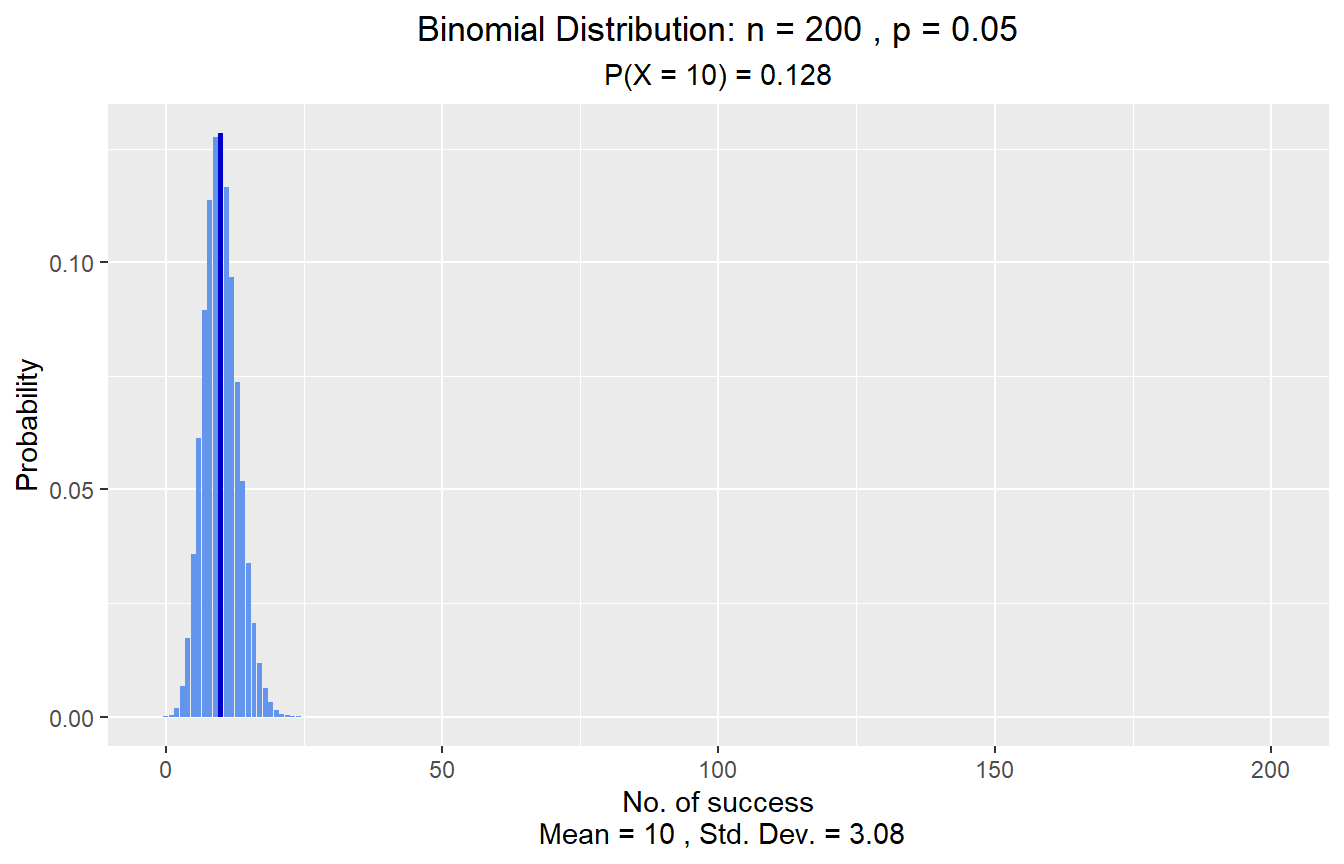 Binomial Distribution: n = 200 , p = 0.05
P(X = 10) = 0.128
Probability
0.10
0.05
0.00
0 50 100 150 200
No. of success
Mean = 10 , Std. Dev. = 3.08